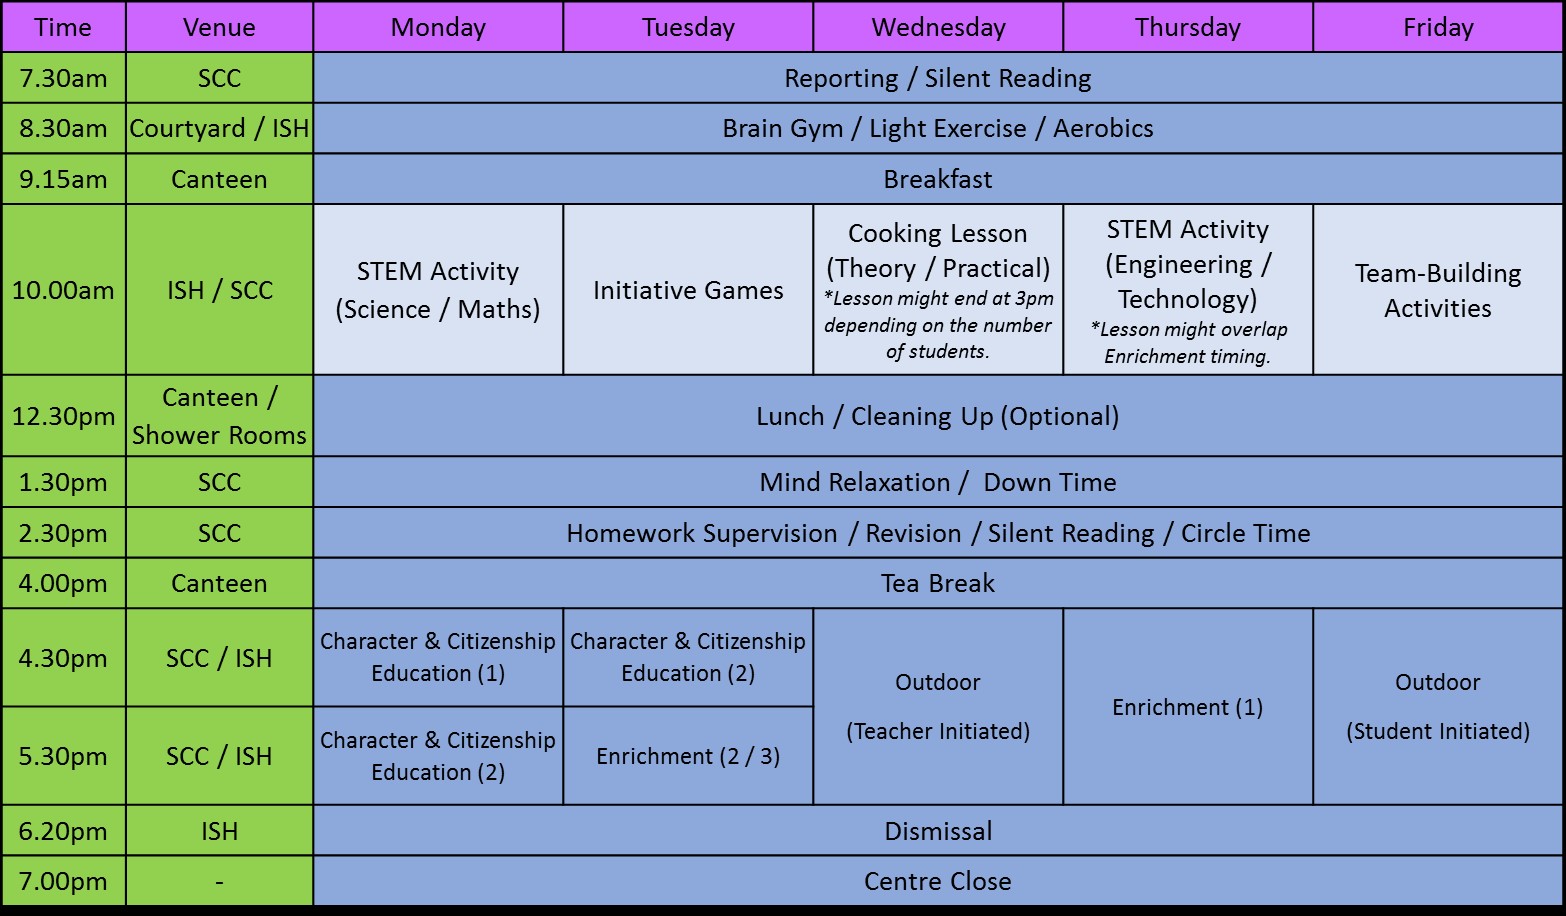 Time Venue Monday Tuesday Wednesday Thursday Friday
7.30am SCC Reporting / Silent Reading
8.30am Courtyard / ISH Brain Gym / Light Exercise / Aerobics
9.15am Canteen Breakfast
10.00am
ISH / SCC
STEM Activity
(Science / Maths)
Initiative Games
Cooking Lesson
(Theory / Practical)
*Lesson might end at 3pm
depending on the number
of students.
STEM Activity
(Engineering /
Technology)
*Lesson might overlap
Enrichment timing.
Team-Building
Activities
12.30pm
Canteen /
Shower Rooms
Lunch / Cleaning Up (Optional)
1.30pm SCC Mind Relaxation / Down Time
2.30pm SCC Homework Supervision / Revision / Silent Reading / Circle Time
4.00pm Canteen Tea Break
4.30pm
SCC / ISH
Character & Citizenship
Education (1)
Character & Citizenship
Education (2)
Outdoor
(Teacher Initiated)
Enrichment (1)
Outdoor
(Student Initiated)
5.30pm
SCC / ISH
Character & Citizenship
Education (2)
Enrichment (2 / 3)
6.20pm ISH Dismissal
7.00pm - Centre Close